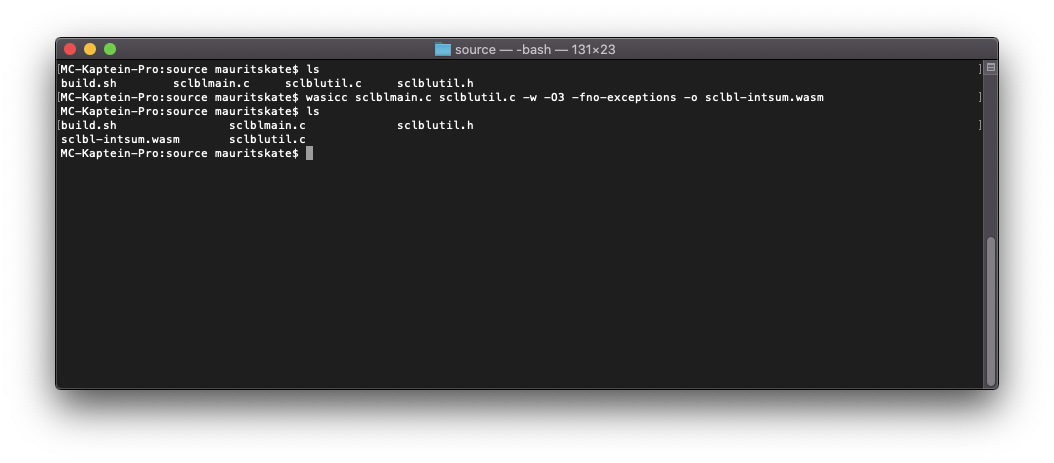 source — -bash — 131×23
[MC-Kaptein-Pro:source mauritskate$ ls ]
build.sh sclblmain.c sclblutil.c sclblutil.h
[MC-Kaptein-Pro:source mauritskate$ wasicc sclblmain.c sclblutil.c -w -O3 -fno-exceptions -o sclbl-intsum.wasm ]
MC-Kaptein-Pro:source mauritskate$ ls
[build.sh sclblmain.c sclblutil.h ]
sclbl-intsum.wasm sclblutil.c
MC-Kaptein-Pro:source mauritskate$